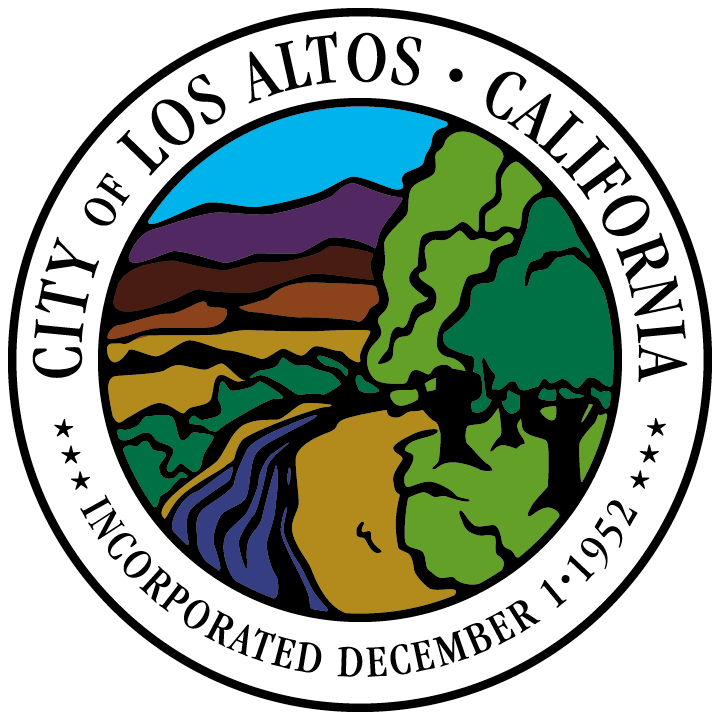 CITY OF LOS ALTOS • CALIFORNIA
INCORPORATED DECEMBER 1•1952